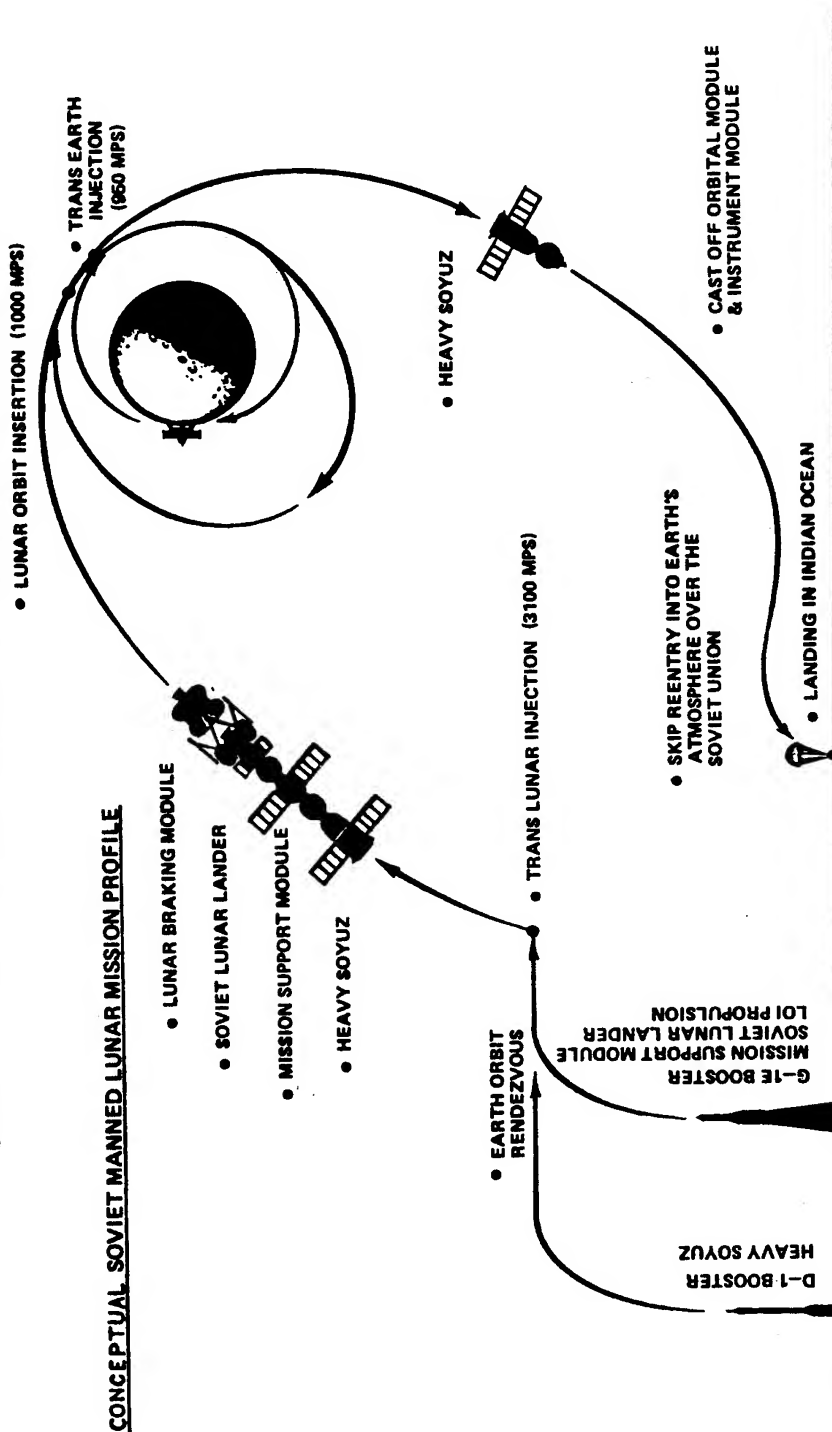 CONCEPTUAL SOVIET MANNED LUNAR MISSION PROFILE
• LUNAR ORBIT INSERTION (1000 MPS)
• TRANS EARTH
INJECTION
(950 MPS)
• LUNAR BRAKING MODULE
• SOVIET LUNAR LANDER
• MISSION SUPPORT MODULE
• HEAVY SOYUZ
• HEAVY SOYUZ
• EARTH ORBIT
RENDEZVOUS
• TRANS LUNAR INJECTION (3100 MPS)
• SKIP REENTRY INTO EARTH'S
ATMOSPHERE OVER THE
SOVIET UNION
• CAST OFF ORBITAL MODULE
& INSTRUMENT MODULE
• LANDING IN INDIAN OCEAN
D-1 BOOSTER
HEAVY SOYUZ
G-1E BOOSTER
MISSION SUPPORT MODULE
SOVIET LUNAR LANDER
LOI PROPULSION